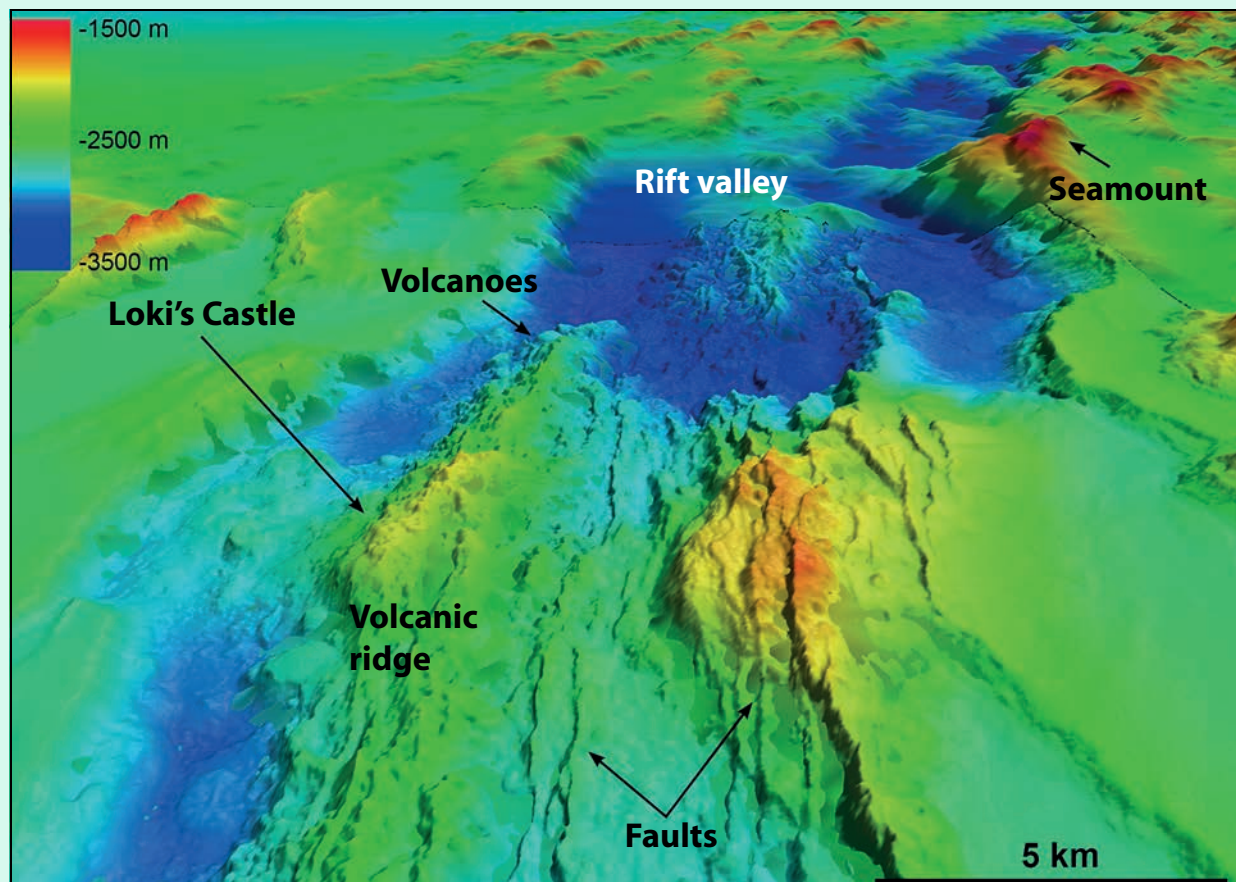 -1500 m
-2500 m
-3500 m
Rift valley
Seamount
Volcanoes
Loki's Castle
Volcanic
ridge
Faults
5 km